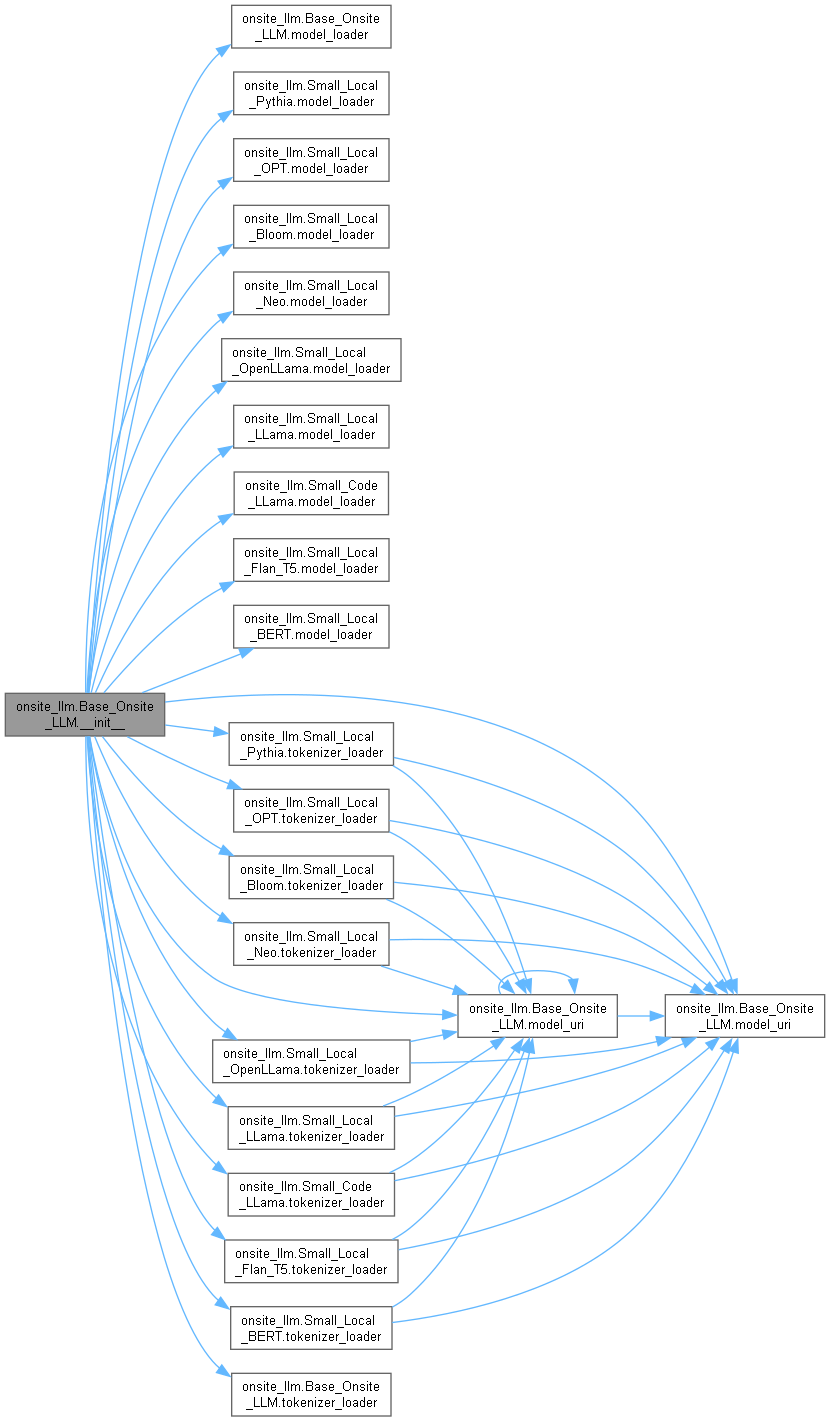 onsite_llm.Base_Onsite
_LLM.model_loader
onsite_llm.Small_Local
_Pythia.model_loader
onsite_llm.Small_Local
_OPT.model_loader
onsite_llm.Small_Local
_Bloom.model_loader
onsite_llm.Small_Local
_Neo.model_loader
onsite_llm.Small_Local
_OpenLLama.model_loader
onsite_llm.Small_Local
_LLama.model_loader
onsite_llm.Small_Code
_LLama.model_loader
onsite_llm.Small_Local
_Flan_T5.model_loader
onsite_llm.Small_Local
_BERT.model_loader
onsite_llm.Base_Onsite
_LLM.__init__
onsite_llm.Small_Local
_Pythia.tokenizer_loader
onsite_llm.Small_Local
_OPT.tokenizer_loader
onsite_llm.Small_Local
_Bloom.tokenizer_loader
onsite_llm.Small_Local
_Neo.tokenizer_loader
onsite_llm.Base_Onsite
_LLM.model_uri
onsite_llm.Base_Onsite
_LLM.model_uri
onsite_llm.Small_Local
_OpenLLama.tokenizer_loader
onsite_llm.Small_Local
_LLama.tokenizer_loader
onsite_llm.Small_Code
_LLama.tokenizer_loader
onsite_llm.Small_Local
_Flan_T5.tokenizer_loader
onsite_llm.Small_Local
_BERT.tokenizer_loader
onsite_llm.Base_Onsite
_LLM.tokenizer_loader